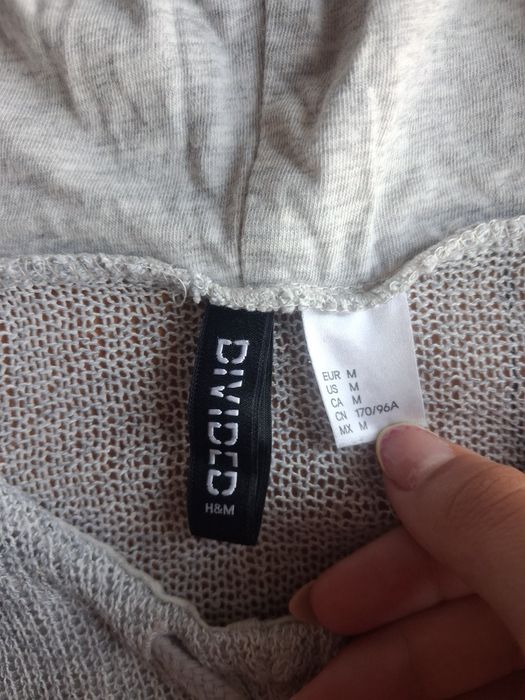 DIVIDED
H&M
EUR M
US M
CA M
CN 170/96A
MX M